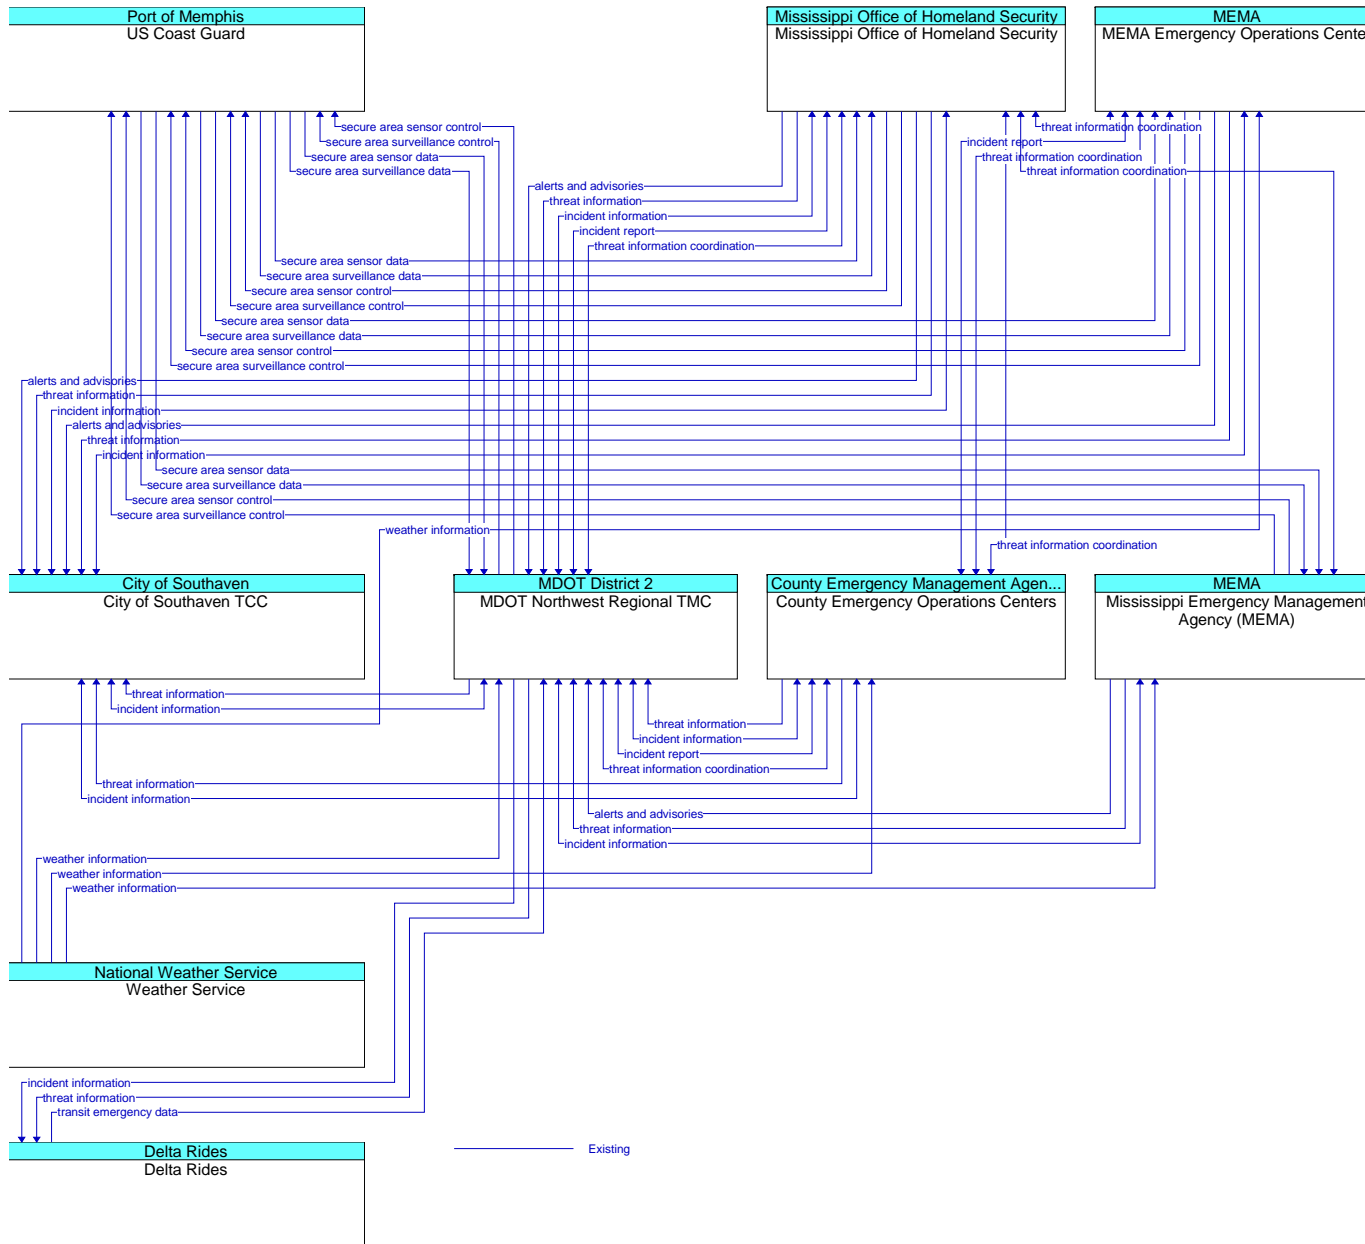 Port of Memphis
US Coast Guard
Mississippi Office of Homeland Security
Mississippi Office of Homeland Security
MEMA
MEMA Emergency Operations Cente
secure area sensor control
secure area surveillance control
secure area sensor data
secure area surveillance data
threat information coordination
incident report
threat information coordination
threat information coordination
alerts and advisories
threat information
incident information
incident report
threat information coordination
secure area sensor data
secure area surveillance data
secure area sensor control
secure area surveillance control
secure area sensor data
secure area surveillance data
secure area sensor control
secure area surveillance control
alerts and advisories
threat information
incident information
alerts and advisories
threat information
incident information
secure area sensor data
secure area surveillance data
secure area sensor control
secure area surveillance control
weather information
threat information coordination
City of Southaven
City of Southaven TCC
MDOT District 2
MDOT Northwest Regional TMC
County Emergency Management Agen...
County Emergency Operations Centers
MEMA
Mississippi Emergency Management
Agency (MEMA)
threat information
incident information
threat information
incident information
incident report
threat information coordination
threat information
incident information
alerts and advisories
threat information
incident information
weather information
weather information
weather information
National Weather Service
Weather Service
incident information
threat information
transit emergency data
Delta Rides
Delta Rides
Existing